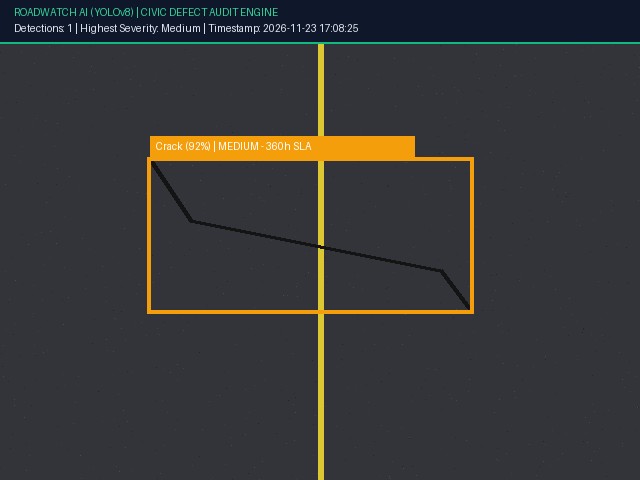 ROADWATCH AI (YOLOv8) | CIVIC DEFECT AUDIT ENGINE
Detections: 1 | Highest Severity: Medium | Timestamp: 2026-11-23 17:08:25
Crack (92%) | MEDIUM - 360h SLA